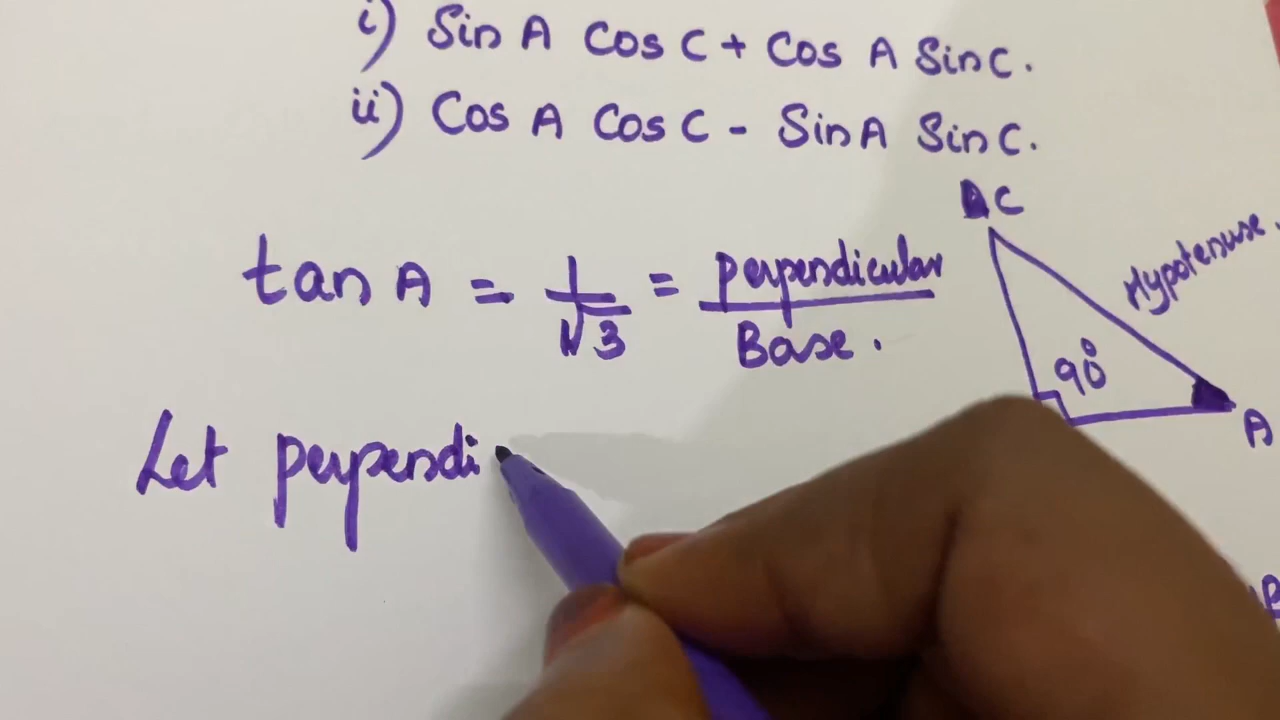 i) Sin A Cos C + Cos A Sin C.
ii) Cos A Cos C - Sin A Sin C.
C
Hypotenuse.
tan A = 1/√3 = perpendicular/Base.
90°
A
Let perpendi